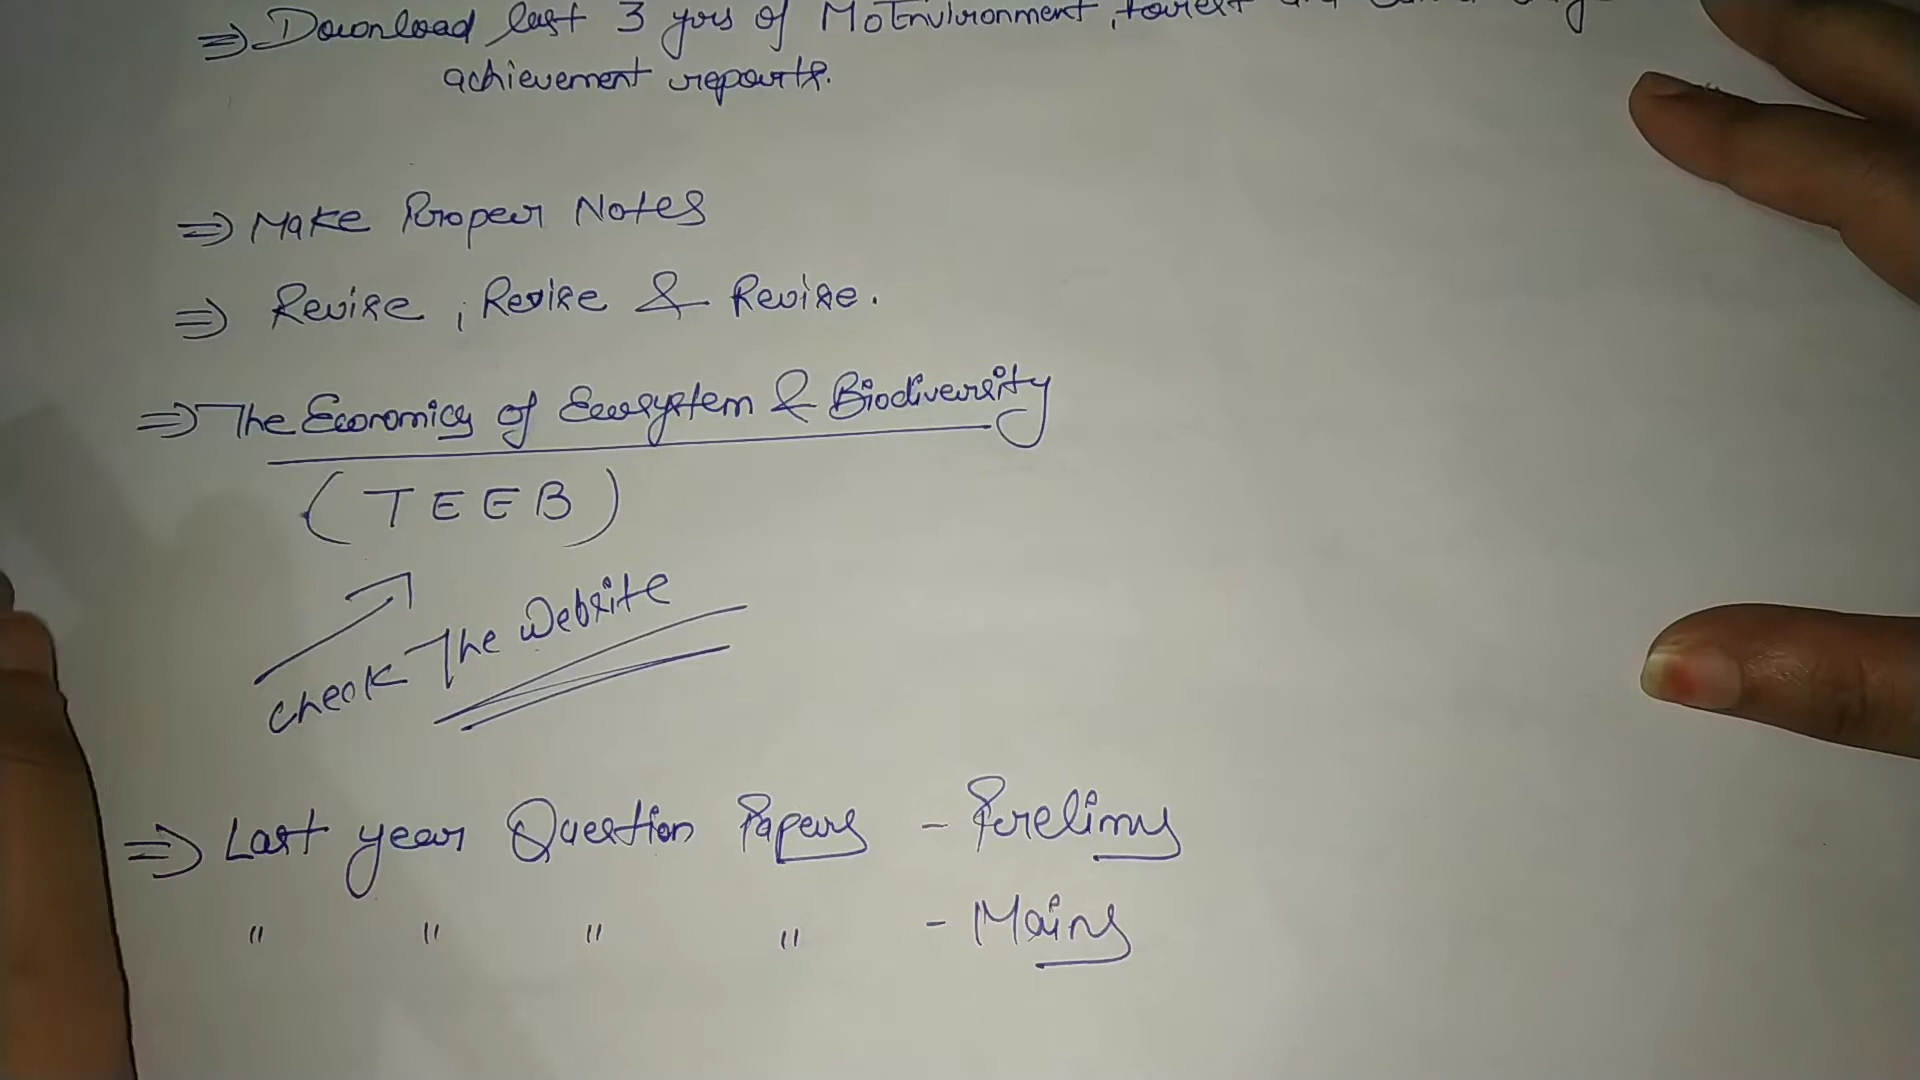 ⇒ Download last 3 yrs of MoEnvironment, forest
achievement reports.
⇒ Make Proper Notes
⇒ Revise, Revise & Revise.
⇒ The Economics of Ecosystem & Biodiversity
(TEEB)
check The Website
⇒ Last year Question Papers - Prelims
" " " " - Mains